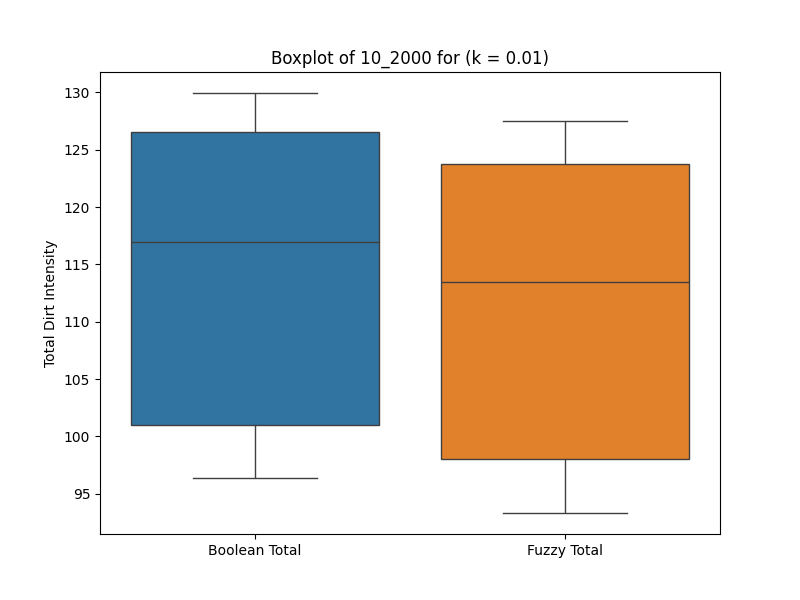 Boxplot of 10_2000 for (k = 0.01)
130
125
120
115
110
105
100
95
Total Dirt Intensity
Boolean Total
Fuzzy Total